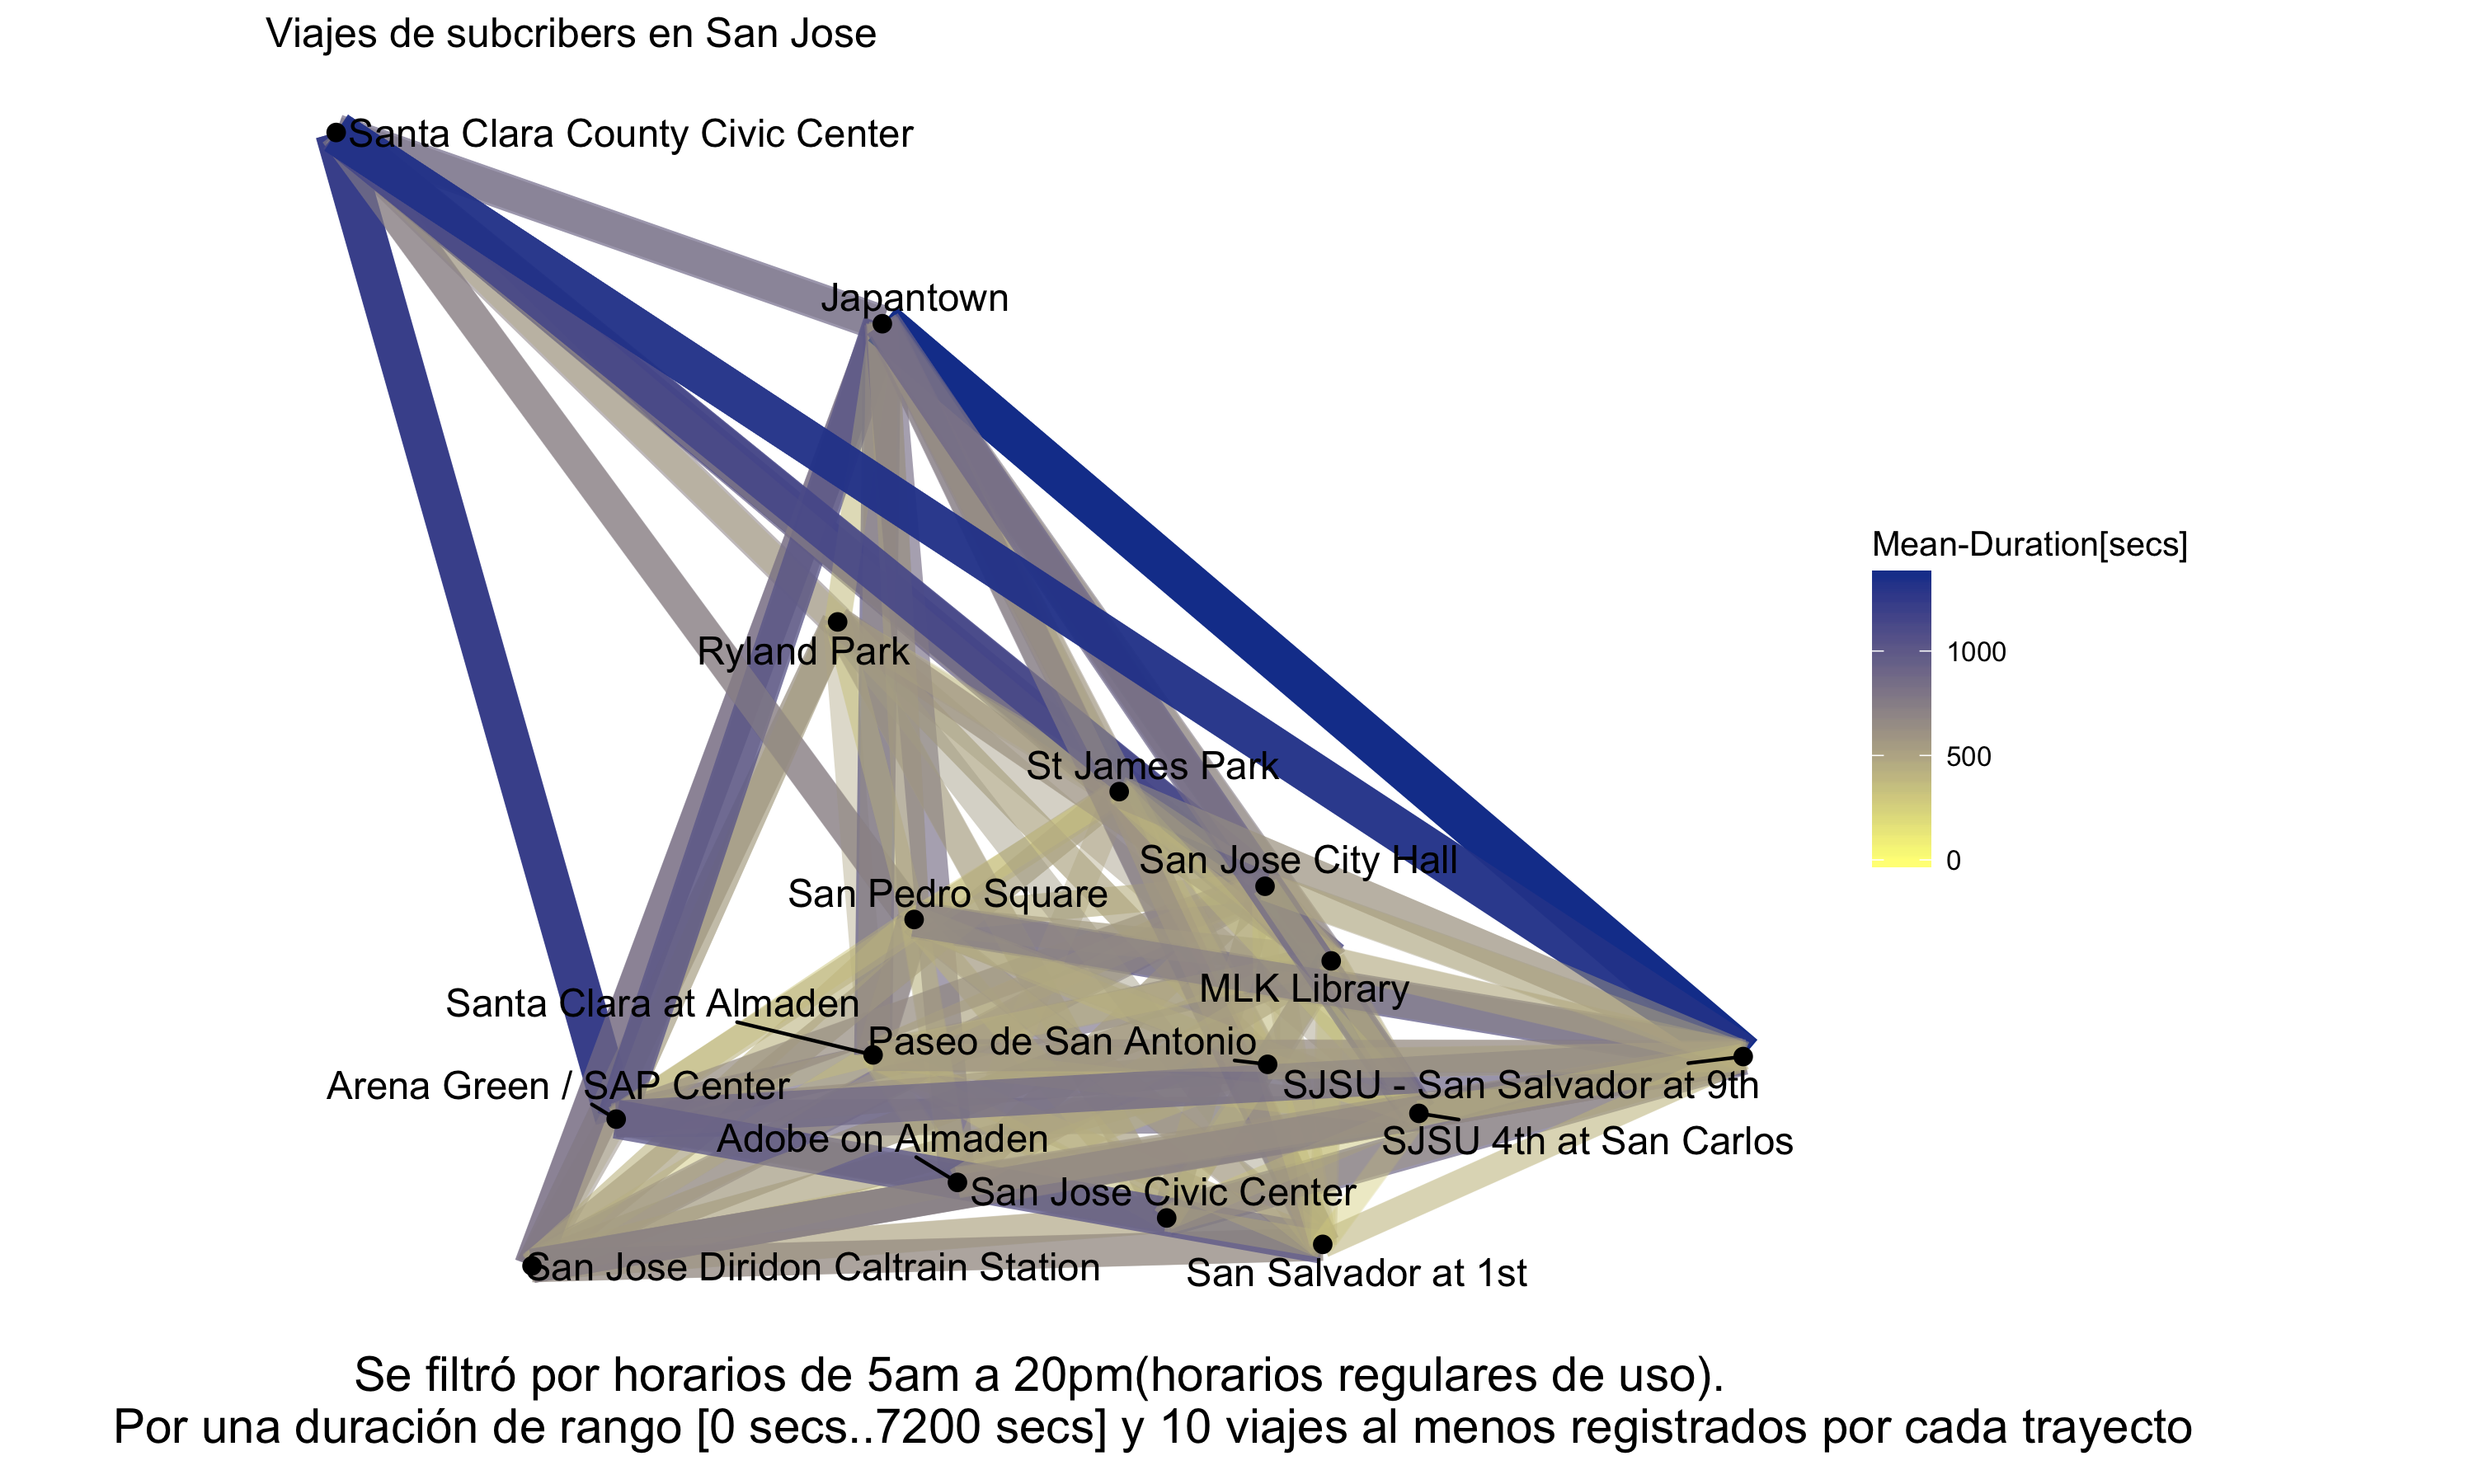 Viajes de subcribers en San Jose
Santa Clara County Civic Center
Japantown
Mean-Duration[secs]
1000
500
0
Ryland Park
St James Park
San Jose City Hall
San Pedro Square
MLK Library
Santa Clara at Almaden
Paseo de San Antonio
Arena Green / SAP Center
SJSU - San Salvador at 9th
Adobe on Almaden
SJSU 4th at San Carlos
San Jose Civic Center
San Jose Diridon Caltrain Station
San Salvador at 1st
Se filtró por horarios de 5am a 20pm(horarios regulares de uso).
Por una duración de rango [0 secs..7200 secs] y 10 viajes al menos registrados por cada trayecto